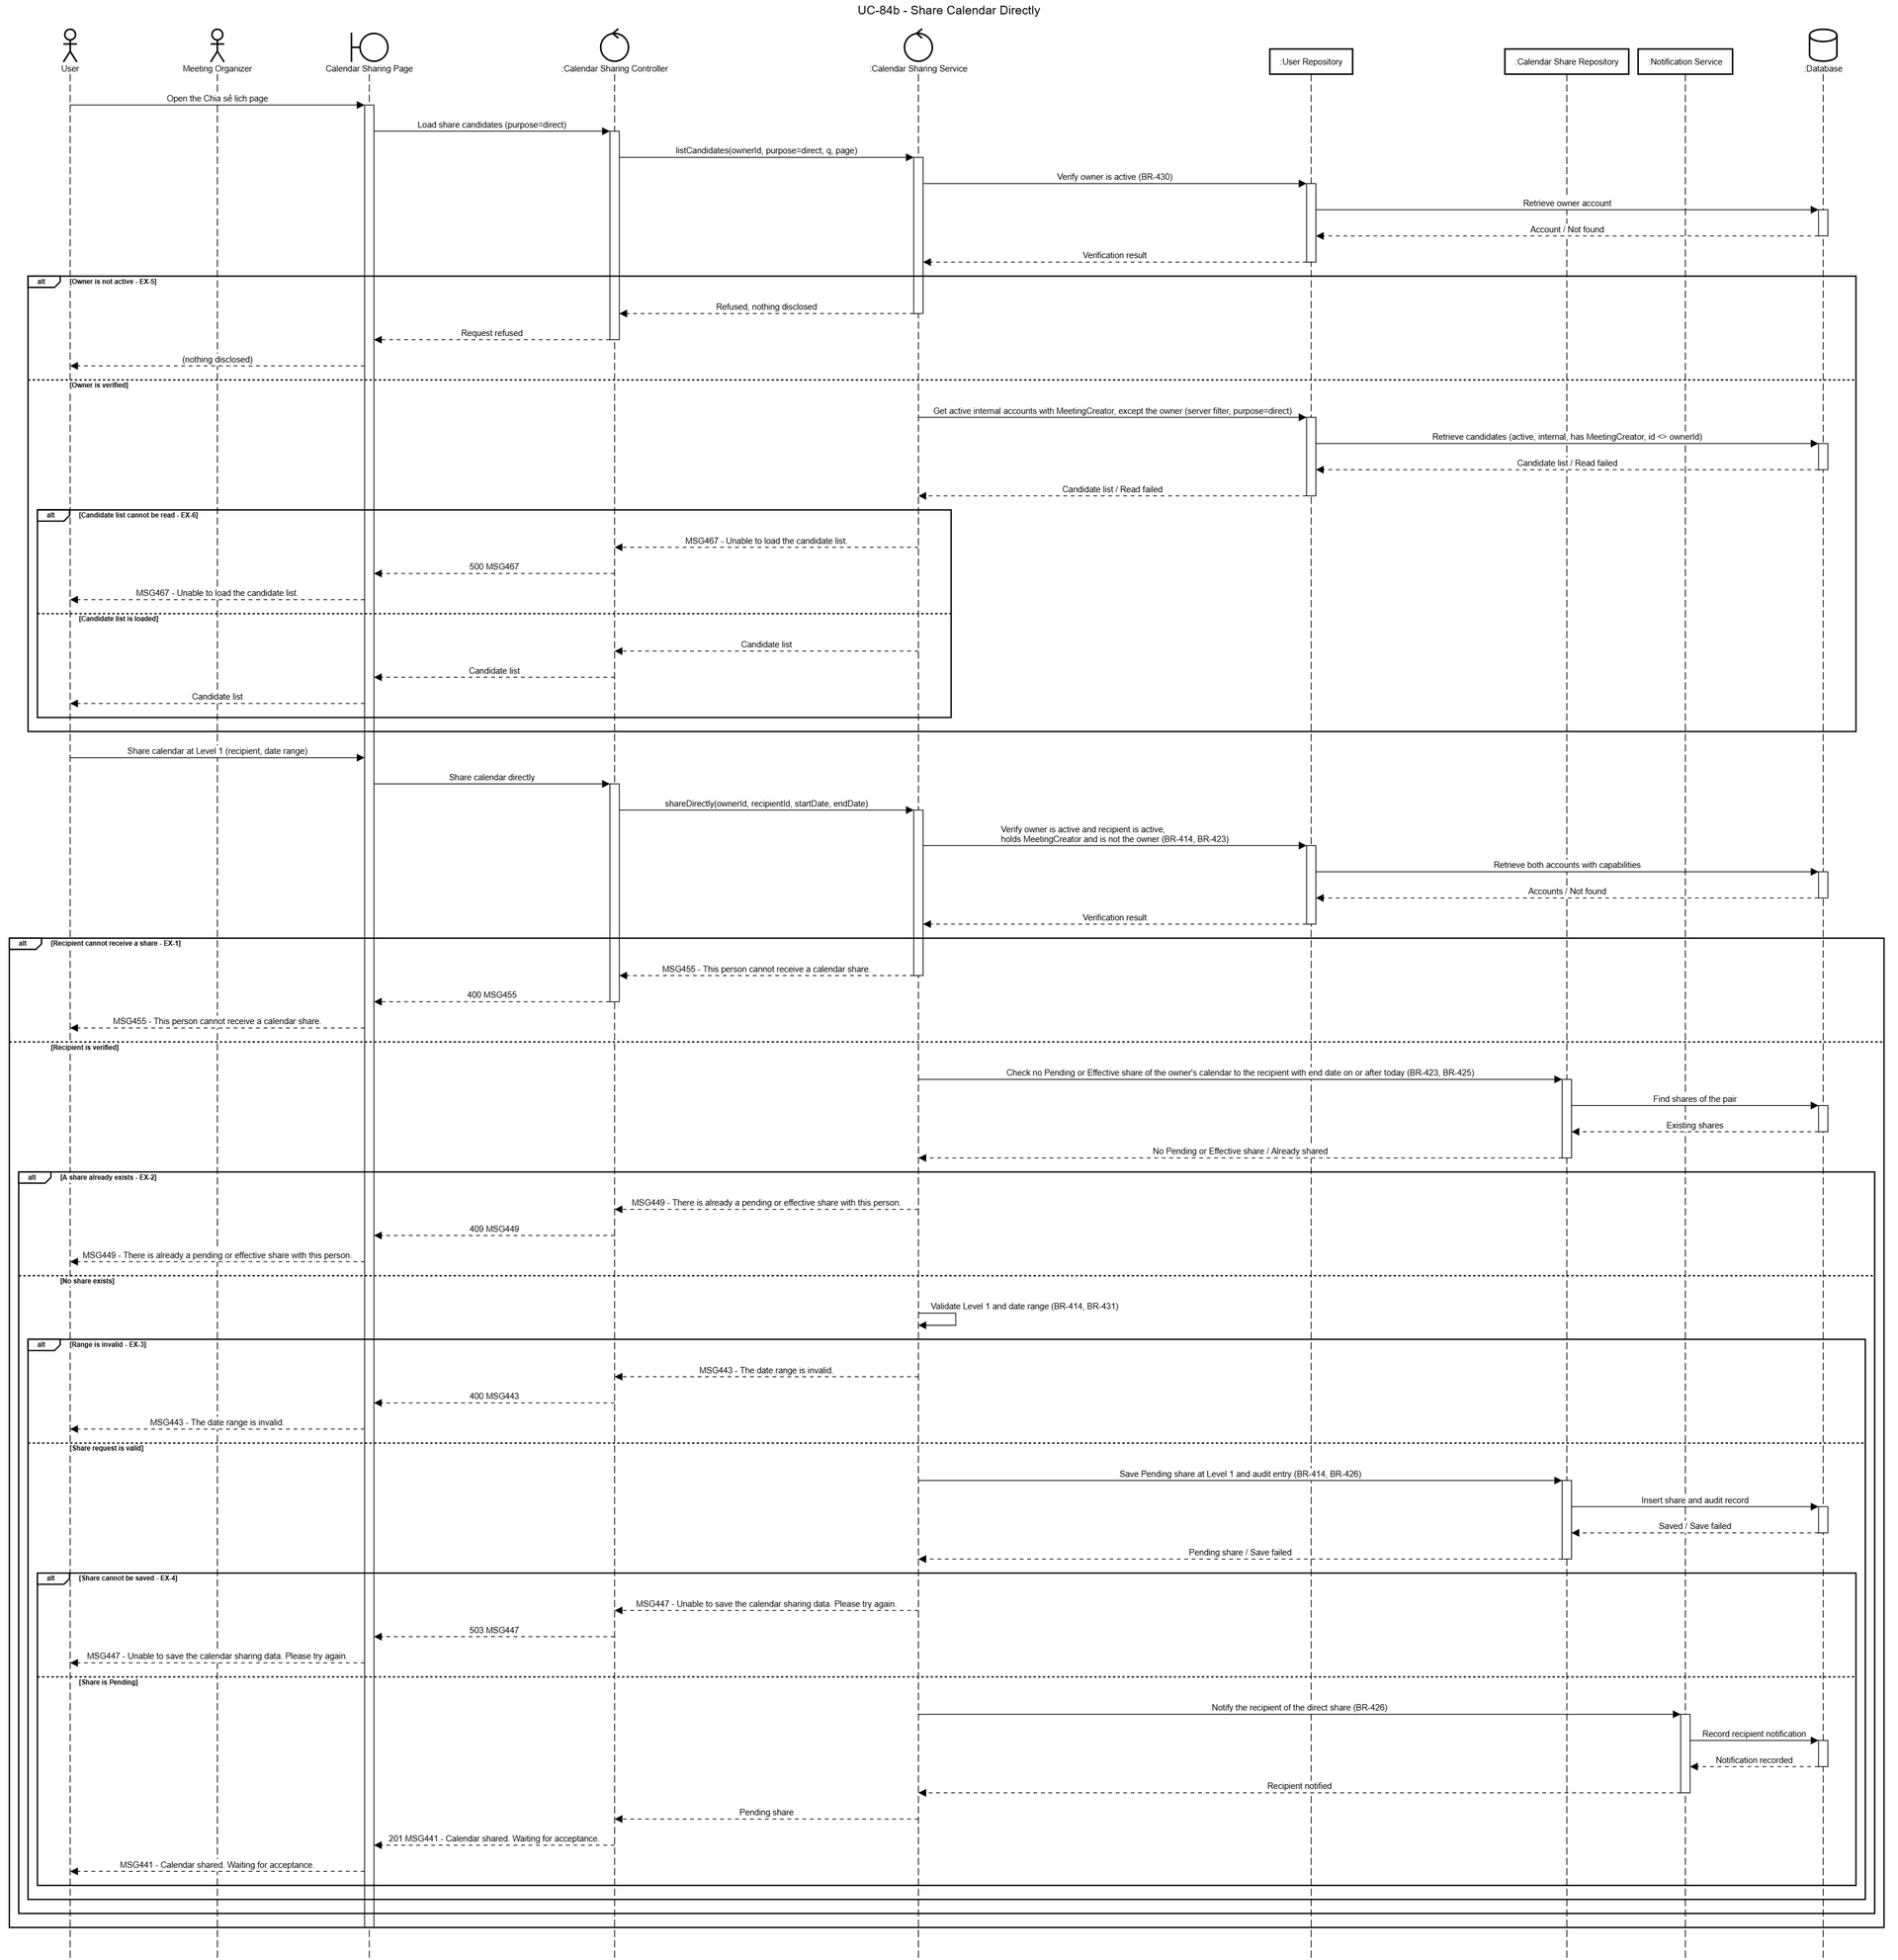 UC-84b - Share Calendar Directly
User
Meeting Organizer
Calendar Sharing Page
:Calendar Sharing Controller
:Calendar Sharing Service
:User Repository
:Calendar Share Repository
:Notification Service
:Database
Open the Chia sẻ lịch page
Load share candidates (purpose=direct)
listCandidates(ownerId, purpose=direct, q, page)
Verify owner is active (BR-430)
Retrieve owner account
Account / Not found
Verification result
alt
[Owner is not active - EX-5]
Refused, nothing disclosed
Request refused
(nothing disclosed)
[Owner is verified]
Get active internal accounts with MeetingCreator, except the owner (server filter, purpose=direct)
Retrieve candidates (active, internal, has MeetingCreator, id <> ownerId)
Candidate list / Read failed
Candidate list / Read failed
alt
[Candidate list cannot be read - EX-6]
MSG467 - Unable to load the candidate list.
500 MSG467
MSG467 - Unable to load the candidate list.
[Candidate list is loaded]
Candidate list
Candidate list
Candidate list
Share calendar at Level 1 (recipient, date range)
Share calendar directly
shareDirectly(ownerId, recipientId, startDate, endDate)
Verify owner is active and recipient is active,
holds MeetingCreator and is not the owner (BR-414, BR-423)
Retrieve both accounts with capabilities
Accounts / Not found
Verification result
alt
[Recipient cannot receive a share - EX-1]
MSG455 - This person cannot receive a calendar share.
400 MSG455
MSG455 - This person cannot receive a calendar share.
[Recipient is verified]
Check no Pending or Effective share of the owner's calendar to the recipient with end date on or after today (BR-423, BR-425)
Find shares of the pair
Existing shares
No Pending or Effective share / Already shared
alt
[A share already exists - EX-2]
MSG449 - There is already a pending or effective share with this person.
409 MSG449
MSG449 - There is already a pending or effective share with this person.
[No share exists]
Validate Level 1 and date range (BR-414, BR-431)
alt
[Range is invalid - EX-3]
MSG443 - The date range is invalid.
400 MSG443
MSG443 - The date range is invalid.
[Share request is valid]
Save Pending share at Level 1 and audit entry (BR-414, BR-426)
Insert share and audit record
Saved / Save failed
Pending share / Save failed
alt
[Share cannot be saved - EX-4]
MSG447 - Unable to save the calendar sharing data. Please try again.
503 MSG447
MSG447 - Unable to save the calendar sharing data. Please try again.
[Share is Pending]
Notify the recipient of the direct share (BR-426)
Record recipient notification
Notification recorded
Recipient notified
Pending share
201 MSG441 - Calendar shared. Waiting for acceptance.
MSG441 - Calendar shared. Waiting for acceptance.